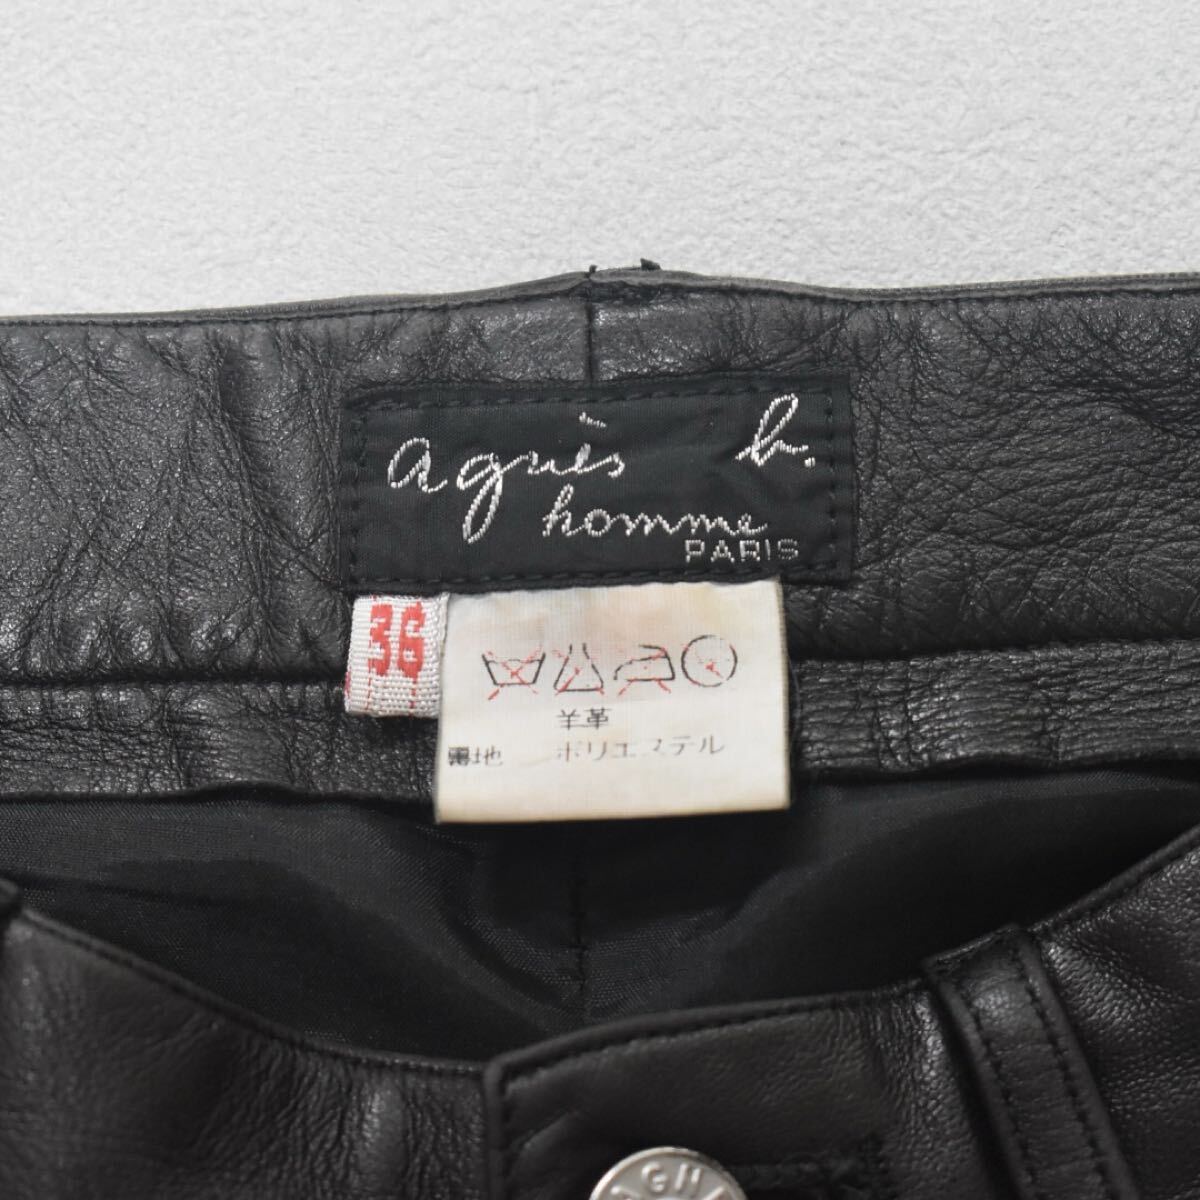 agnès b.
homme
PARIS
36
羊革
裏地 ポリエステル